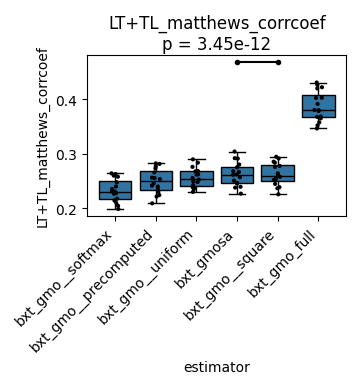 LT+TL_matthews_corrcoef
p = 3.45e-12
LT+TL_matthews_corrcoef
0.4
0.3
0.2
bxt_gmo__softmax
bxt_gmo__precomputed
bxt_gmo__uniform
bxt_gmosa
bxt_gmo__square
bxt_gmo_full
estimator